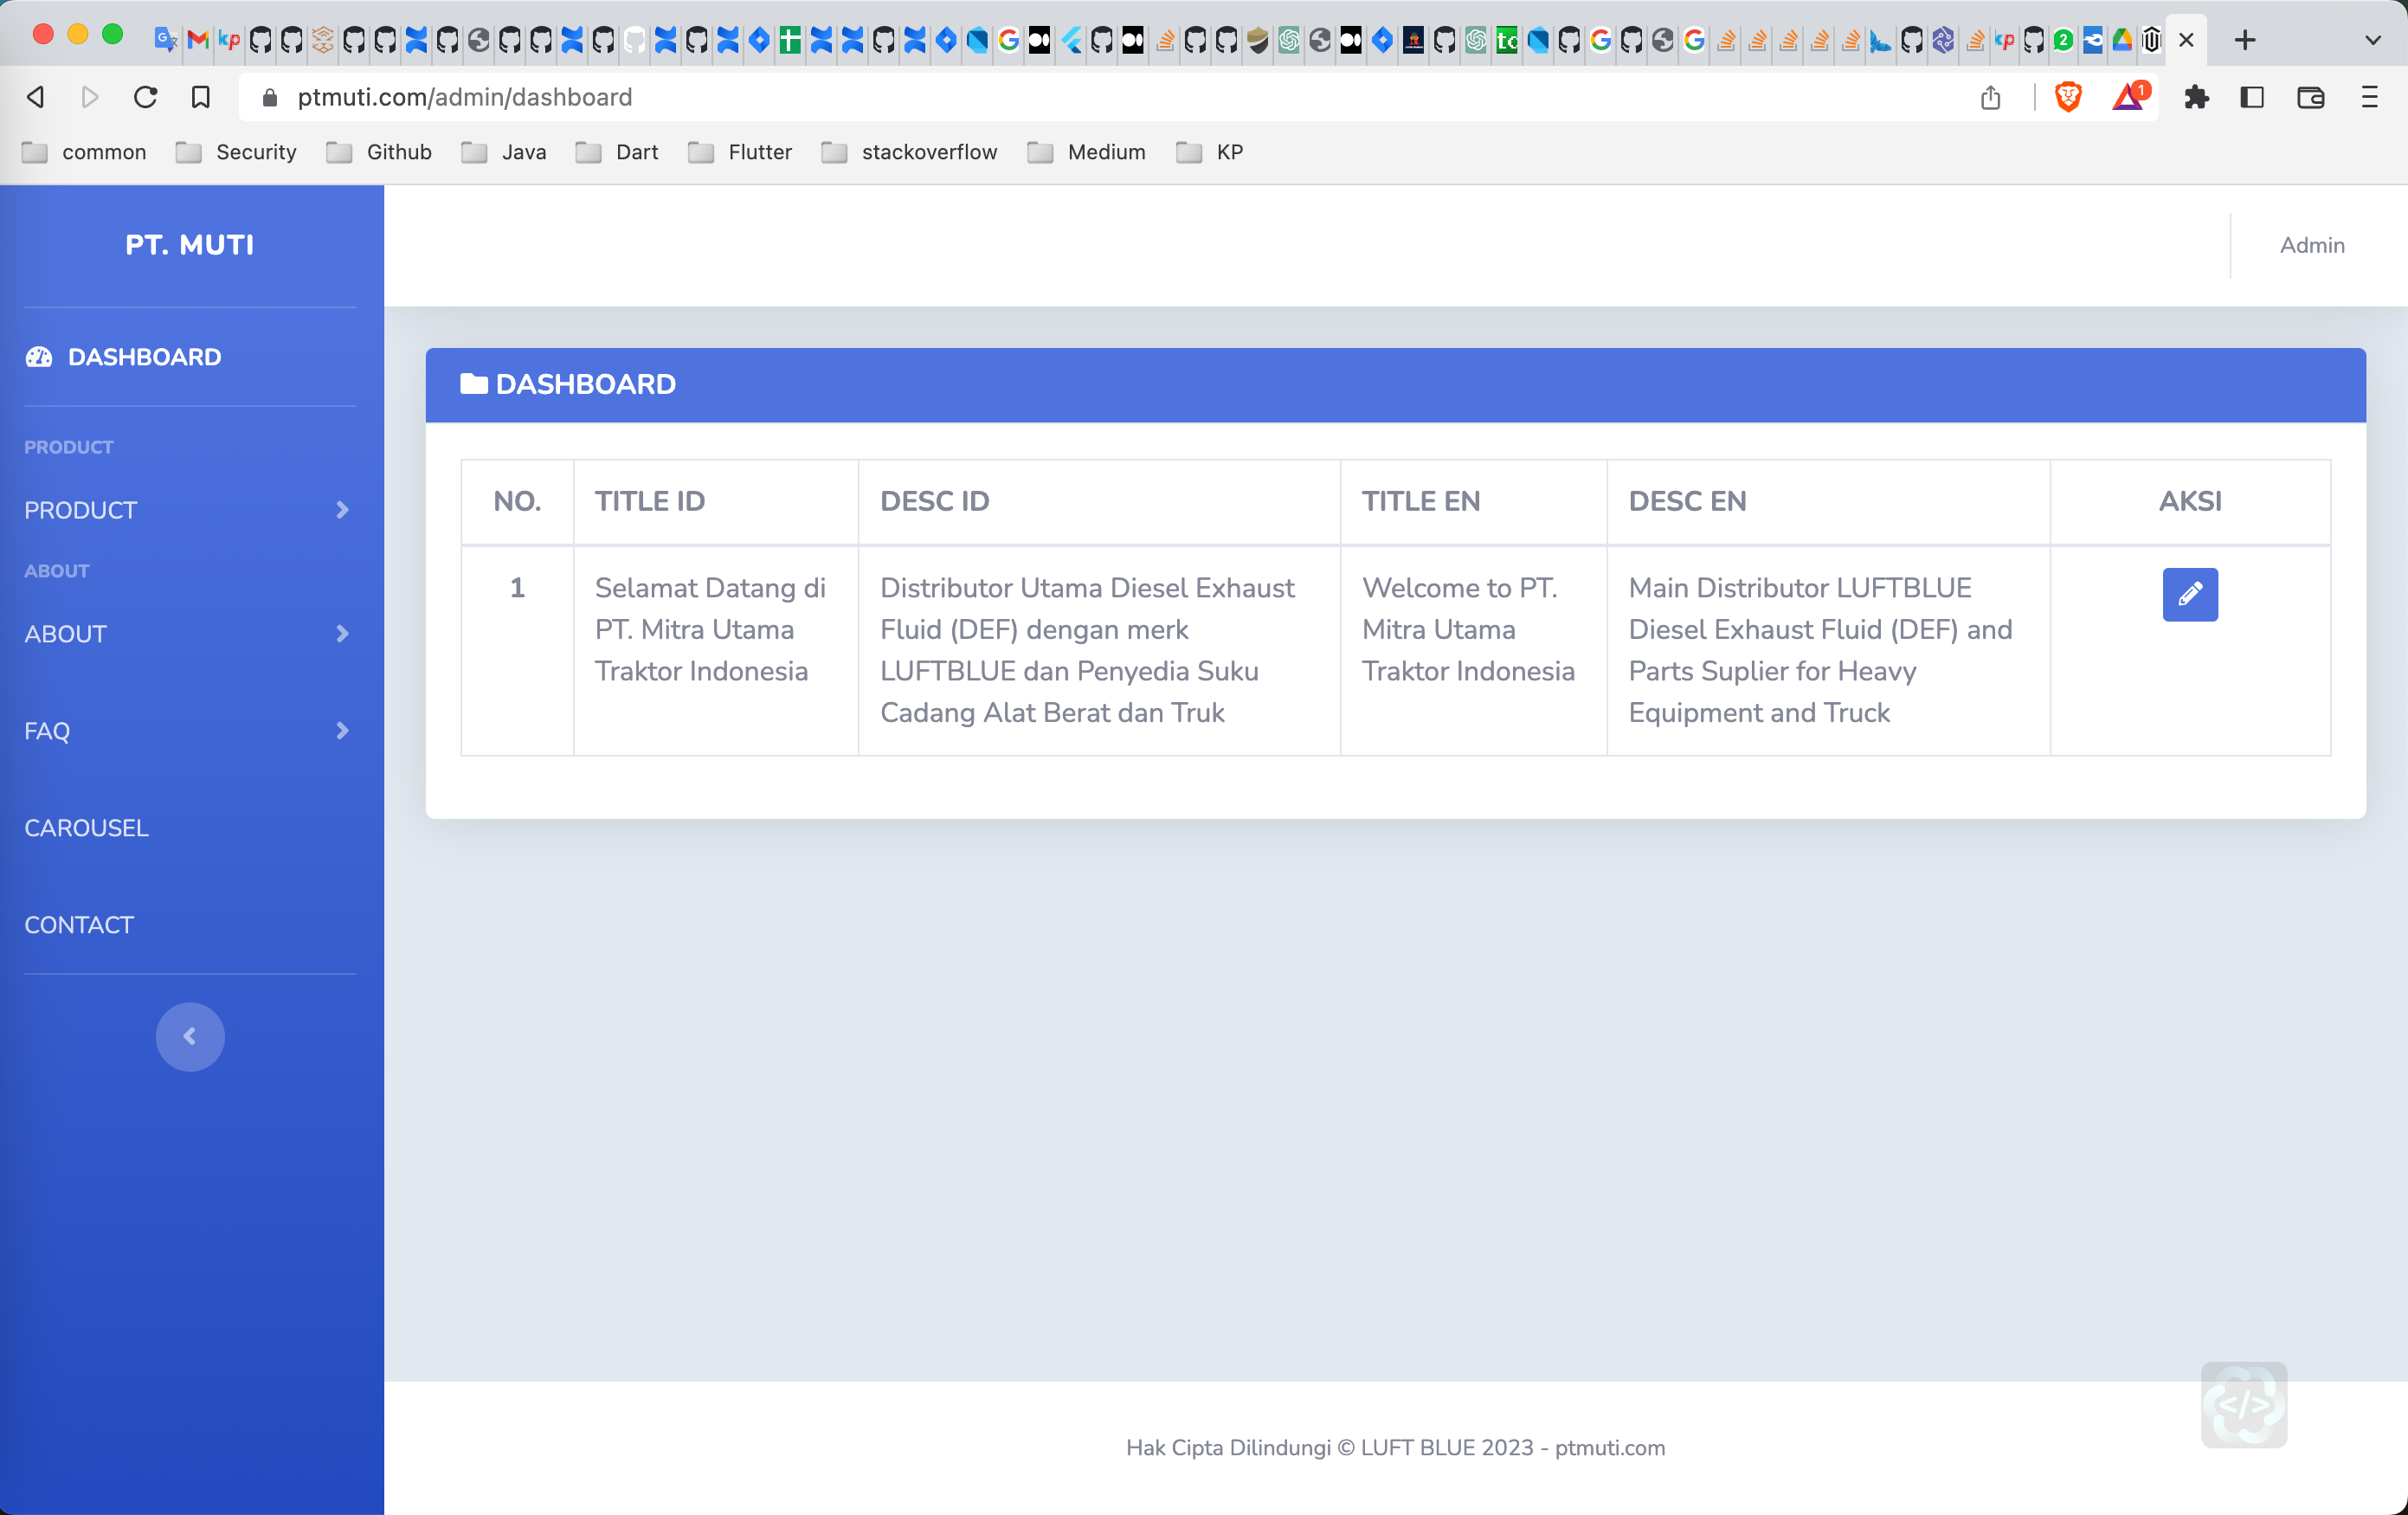 ptmuti.com/admin/dashboard
1
common Security Github Java Dart Flutter stackoverflow Medium KP
PT. MUTI
Admin
DASHBOARD
PRODUCT
PRODUCT
ABOUT
ABOUT
FAQ
CAROUSEL
CONTACT
DASHBOARD
NO. TITLE ID DESC ID TITLE EN DESC EN AKSI
1
Selamat Datang di
PT. Mitra Utama
Traktor Indonesia
Distributor Utama Diesel Exhaust
Fluid (DEF) dengan merk
LUFTBLUE dan Penyedia Suku
Cadang Alat Berat dan Truk
Welcome to PT.
Mitra Utama
Traktor Indonesia
Main Distributor LUFTBLUE
Diesel Exhaust Fluid (DEF) and
Parts Suplier for Heavy
Equipment and Truck
Hak Cipta Dilindungi © LUFT BLUE 2023 - ptmuti.com